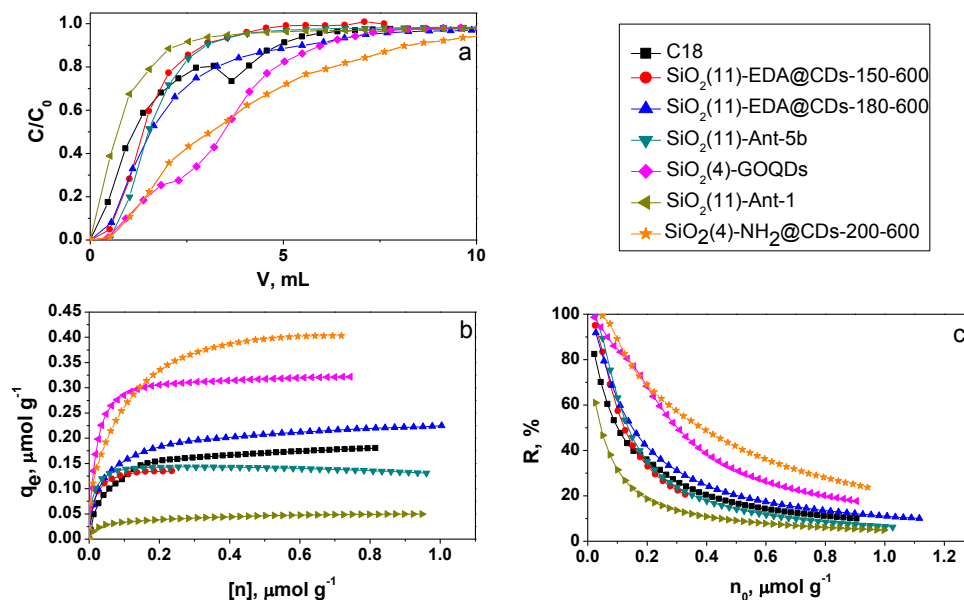 a
C/C0
1.0
0.8
0.6
0.4
0.2
0.0
0 5 10
V, mL
C18
SiO2(11)-EDA@CDs-150-600
SiO2(11)-EDA@CDs-180-600
SiO2(11)-Ant-5b
SiO2(4)-GOQDs
SiO2(11)-Ant-1
SiO2(4)-NH2@CDs-200-600
b
qe, μmol g-1
0.45
0.40
0.35
0.30
0.25
0.20
0.15
0.10
0.05
0.00
0.0 0.2 0.4 0.6 0.8 1.0
[n], μmol g-1
c
R, %
100
80
60
40
20
0
0.0 0.2 0.4 0.6 0.8 1.0 1.2
n0, μmol g-1